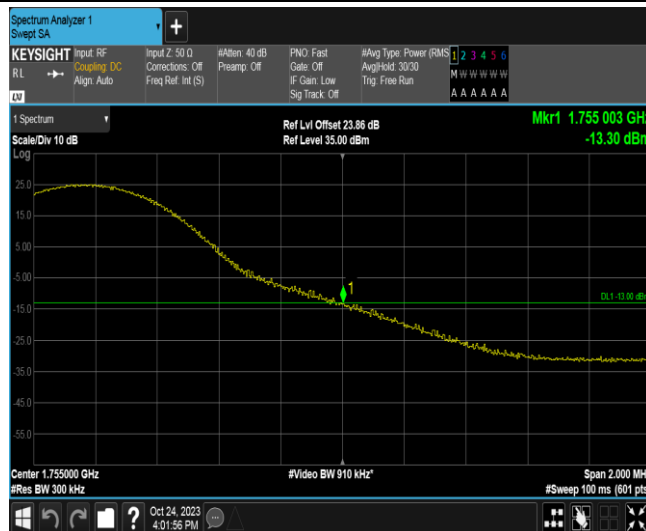 Spectrum Analyzer 1
Swept SA
KEYSIGHT Input: RF Input Z: 50 Ω #Atten: 40 dB PNO: Fast #Avg Type: Power (RMS 1 2 3 4 5 6
RL Coupling: DC Corrections: Off Preamp: Off Gate: Off Avg|Hold: 30/30 M W W W W W
Align: Auto Freq Ref: Int (S) IF Gain: Low Trig: Free Run
Sig Track: Off A A A A A A
LXI
1 Spectrum Ref Lvl Offset 23.86 dB Mkr1 1.755 003 GHz
Scale/Div 10 dB Ref Level 35.00 dBm -13.30 dBm
Log
25.0
15.0
5.00
-5.00
1
DL1 -13.00 dBm
-15.0
-25.0
-35.0
-45.0
-55.0
Center 1.755000 GHz #Video BW 910 kHz* Span 2.000 MH
#Res BW 300 kHz #Sweep 100 ms (601 pts
? Oct 24, 2023
4:01:56 PM